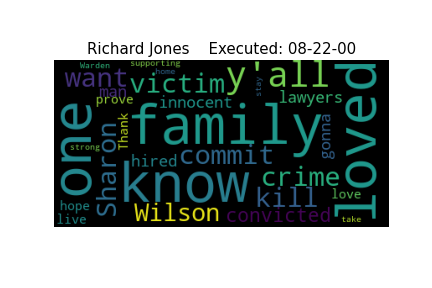 Richard Jones    Executed: 08-22-00
Warden
supporting
home
want
man
victim
y'all
stay
loved
prove
innocent
lawyers
one
strong
Thank
family
gonna
Sharon
hired
commit
know
crime
kill
love
hope
live
Wilson
convicted
take